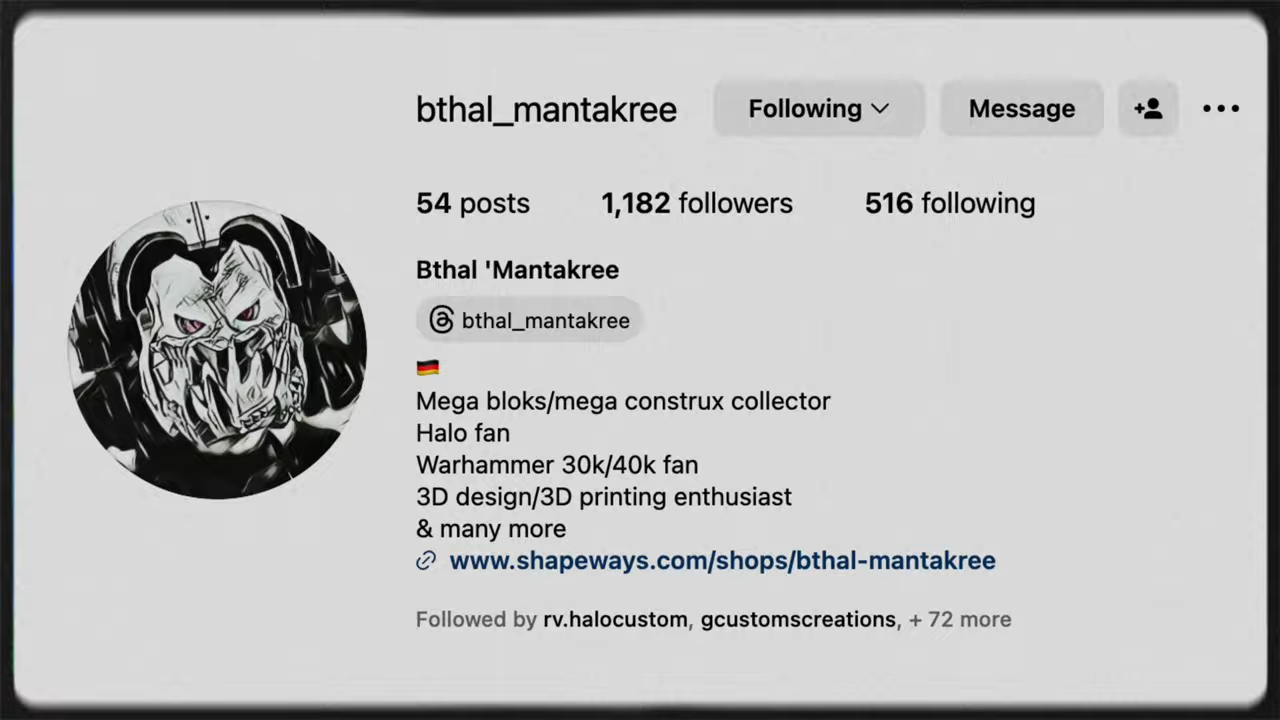 bthal_mantakree Following Message
54 posts 1,182 followers 516 following
Bthal 'Mantakree
bthal_mantakree
🇩🇪
Mega bloks/mega construx collector
Halo fan
Warhammer 30k/40k fan
3D design/3D printing enthusiast
& many more
www.shapeways.com/shops/bthal-mantakree
Followed by rv.halocustom, gcustomscreations, + 72 more